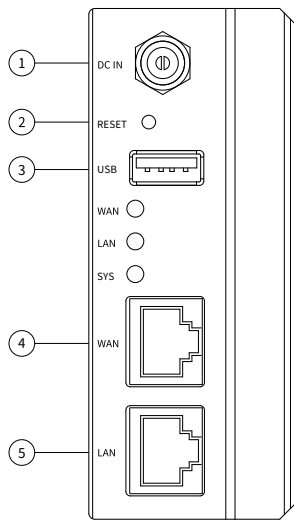 1 DC IN
2 RESET
3 USB
WAN
LAN
SYS
4 WAN
5 LAN